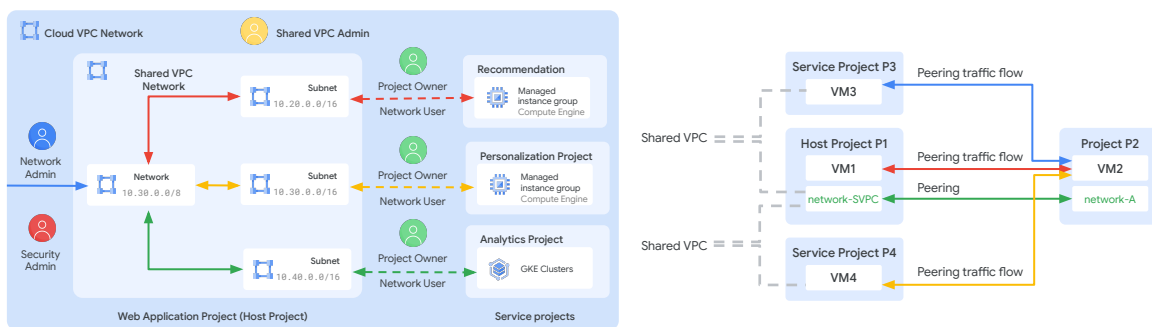 Cloud VPC Network
Shared VPC Admin
Shared VPC
Network
Network
Admin
Security
Admin
Network
10.30.0.0/8
Subnet
10.20.0.0/16
Subnet
10.30.0.0/16
Subnet
10.40.0.0/16
Project Owner
Network User
Project Owner
Network User
Project Owner
Network User
Recommendation
Managed
instance group
Compute Engine
Personalization Project
Managed
instance group
Compute Engine
Analytics Project
GKE Clusters
Web Application Project (Host Project)
Service projects
Shared VPC
Shared VPC
Service Project P3
VM3
Host Project P1
VM1
network-SVPC
Service Project P4
VM4
Peering traffic flow
Peering traffic flow
Peering
Peering traffic flow
Project P2
VM2
network-A